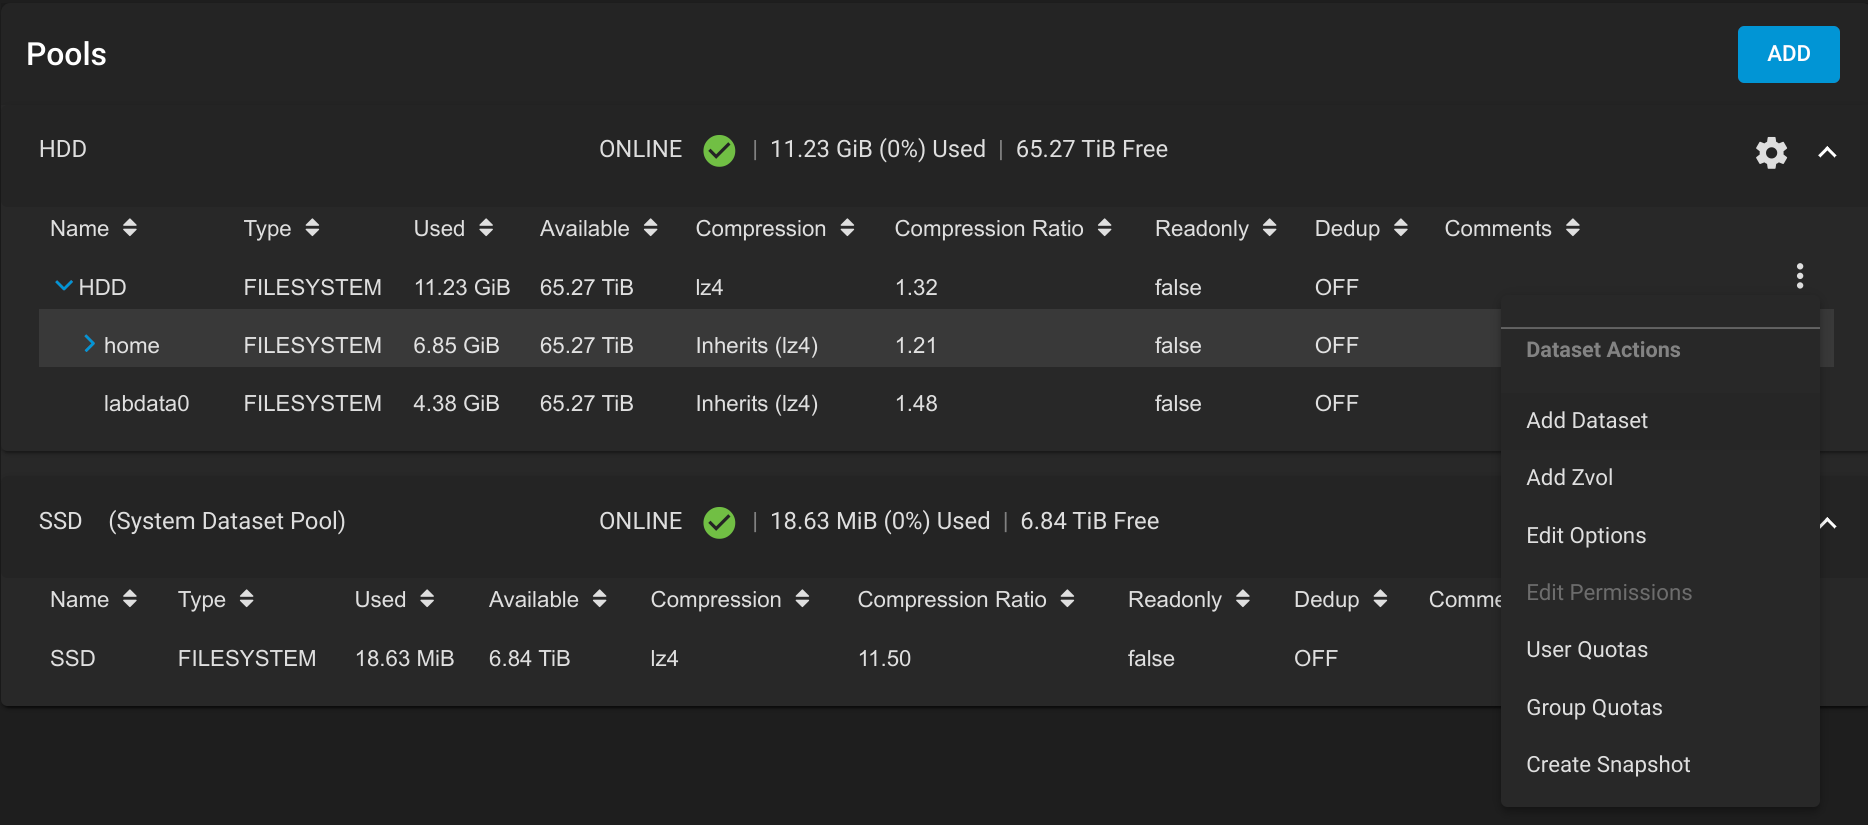 Pools
ADD
HDD ONLINE | 11.23 GiB (0%) Used | 65.27 TiB Free
Name Type Used Available Compression Compression Ratio Readonly Dedup Comments
HDD FILESYSTEM 11.23 GiB 65.27 TiB lz4 1.32 false OFF
home FILESYSTEM 6.85 GiB 65.27 TiB Inherits (lz4) 1.21 false OFF
labdata0 FILESYSTEM 4.38 GiB 65.27 TiB Inherits (lz4) 1.48 false OFF
SSD (System Dataset Pool) ONLINE | 18.63 MiB (0%) Used | 6.84 TiB Free
Name Type Used Available Compression Compression Ratio Readonly Dedup Comme
SSD FILESYSTEM 18.63 MiB 6.84 TiB lz4 11.50 false OFF
Dataset Actions
Add Dataset
Add Zvol
Edit Options
Edit Permissions
User Quotas
Group Quotas
Create Snapshot